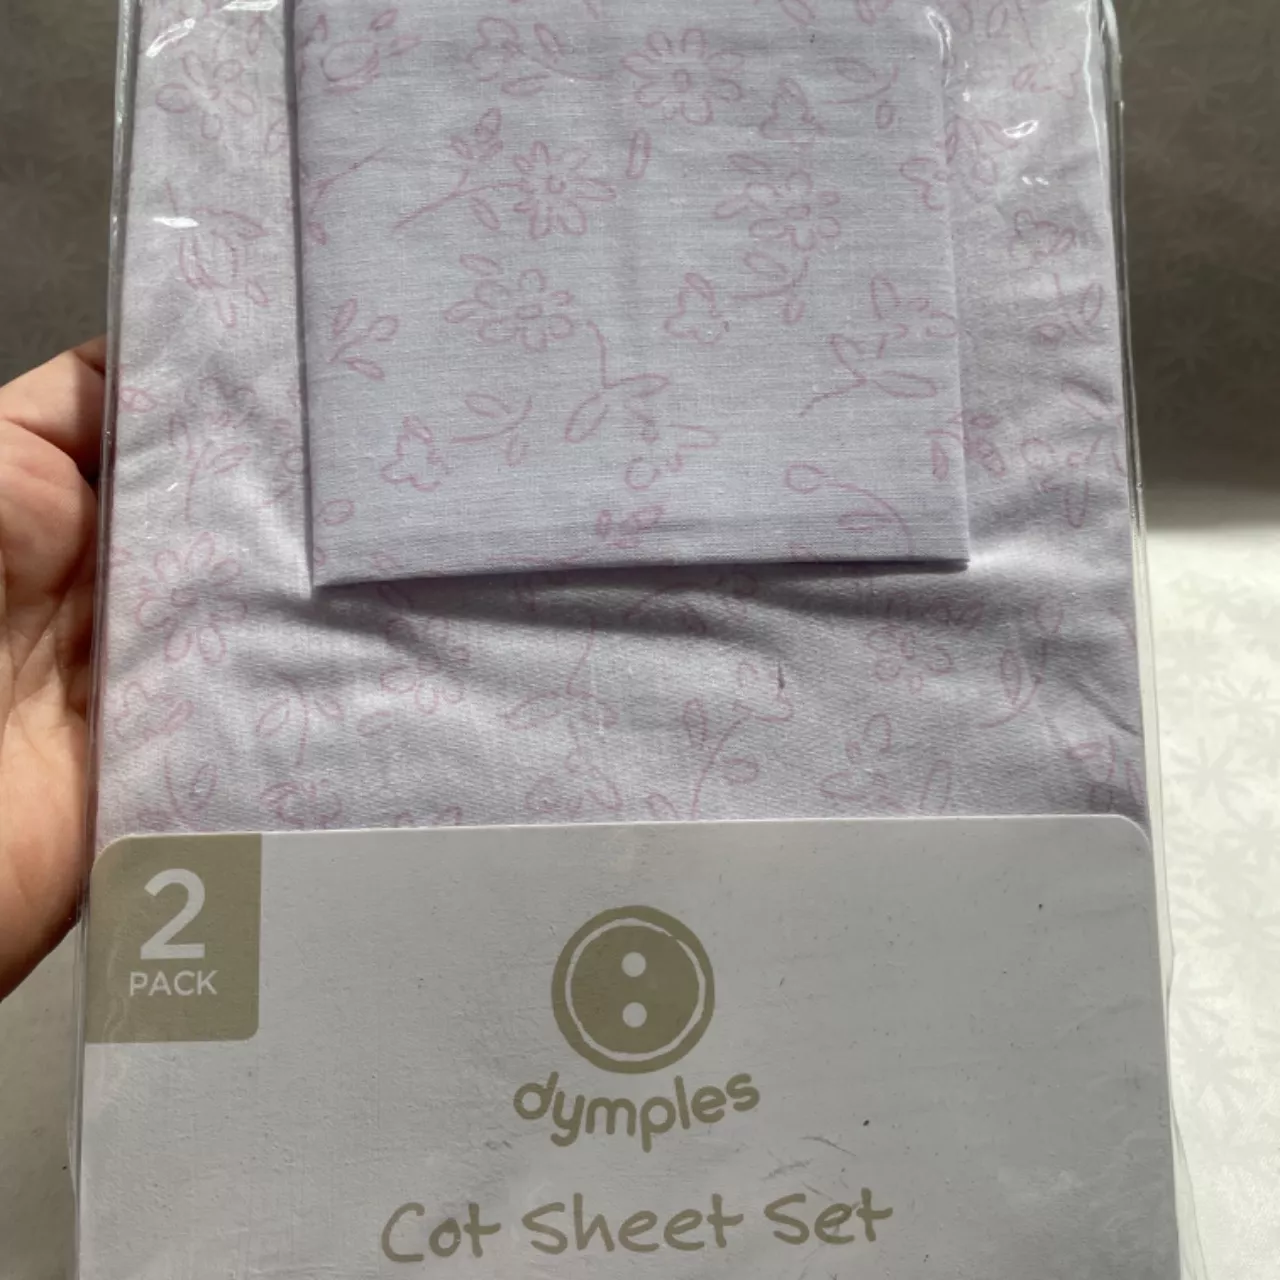 2
PACK
dymples
Cot Sheet Set